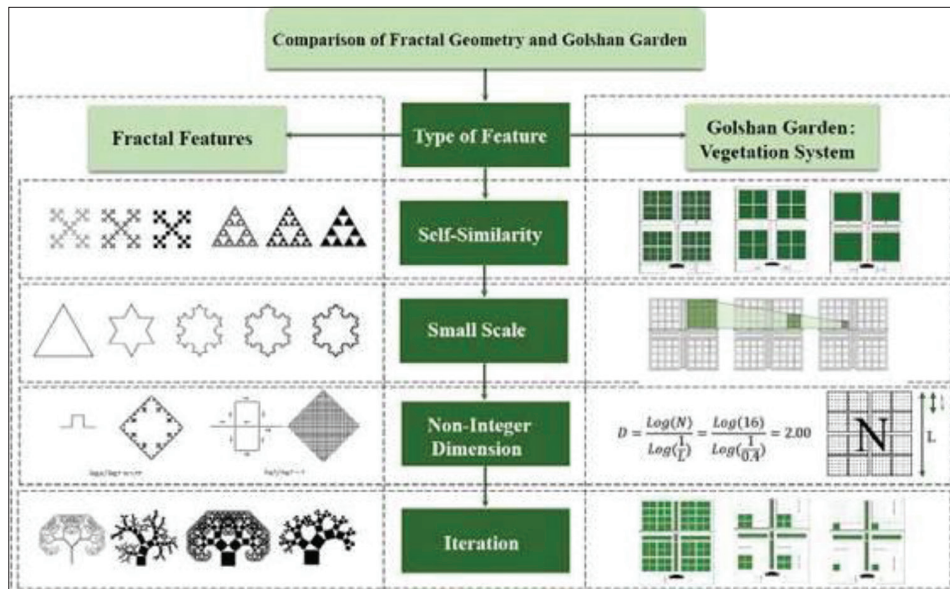 Comparison of Fractal Geometry and Golshan Garden
Fractal Features
Type of Feature
Golshan Garden:
Vegetation System
Self-Similarity
Small Scale
Non-Integer
Dimension
D = Log(N) / Log(1/L) = Log(16) / Log(1/0.4) = 2.00
N
L
Iteration